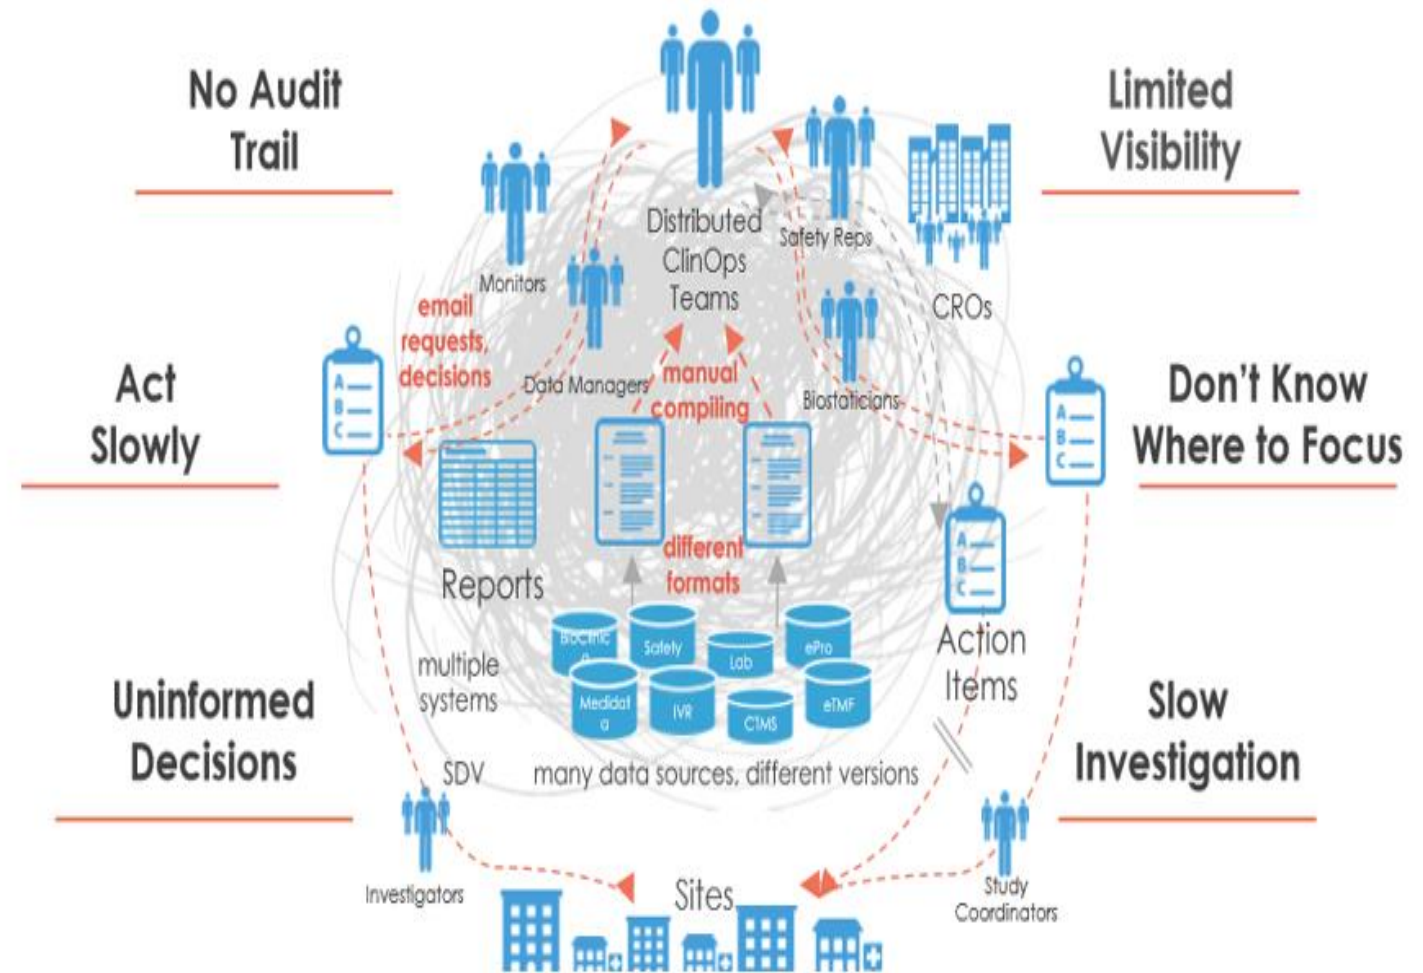 No Audit
Trail
Limited
Visibility
Distributed
ClinOps
Teams
Safety Reps
Monitors
CROs
email
requests,
decisions
Data Managers
manual
compiling
Biostaticians
Act
Slowly
Don't Know
Where to Focus
A
B
C
A
B
C
A
B
C
different
formats
Reports
multiple
systems
BioClinic
a
Safety
Lab
ePro
Medidat
a
IVR
CTMS
eTMF
Action
Items
Uninformed
Decisions
Slow
Investigation
SDV
many data sources, different versions
Investigators
Sites
Study
Coordinators